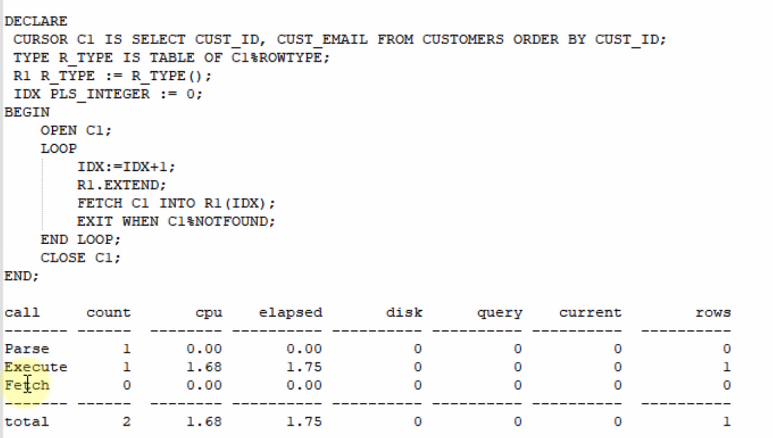 DECLARE
CURSOR C1 IS SELECT CUST_ID, CUST_EMAIL FROM CUSTOMERS ORDER BY CUST_ID;
TYPE R_TYPE IS TABLE OF C1%ROWTYPE;
R1 R_TYPE := R_TYPE();
IDX PLS_INTEGER := 0;
BEGIN
OPEN C1;
LOOP
IDX:=IDX+1;
R1.EXTEND;
FETCH C1 INTO R1(IDX);
EXIT WHEN C1%NOTFOUND;
END LOOP;
CLOSE C1;
END;
call count cpu elapsed disk query current rows
------- ------ -------- ---------- ---------- ---------- ---------- ----------
Parse 1 0.00 0.00 0 0 0 0
Execute 1 1.68 1.75 0 0 0 1
Fetch 0 0.00 0.00 0 0 0 0
------- ------ -------- ---------- ---------- ---------- ---------- ----------
total 2 1.68 1.75 0 0 0 1